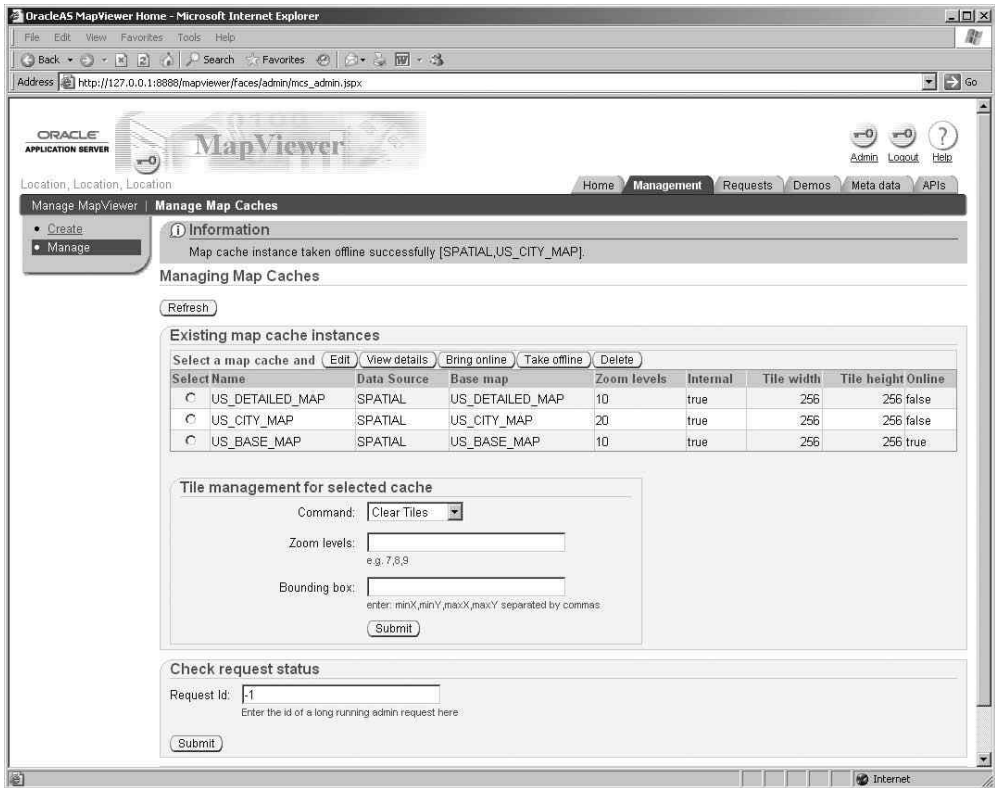 OracleAS MapViewer Home - Microsoft Internet Explorer
File Edit View Favorites Tools Help
Back Search Favorites
Address http://127.0.0.1:8888/mapviewer/faces/admin/mcs_admin.jspx Go
ORACLE
APPLICATION SERVER
MapViewer
Admin Logout Help
Location, Location, Location
Home Management Requests Demos Meta data APIs
Manage MapViewer | Manage Map Caches
Create
Manage
Information
Map cache instance taken offline successfully [SPATIAL,US_CITY_MAP].
Managing Map Caches
Refresh
Existing map cache instances
Select a map cache and Edit View details Bring online Take offline Delete
Select Name Data Source Base map Zoom levels Internal Tile width Tile height Online
US_DETAILED_MAP SPATIAL US_DETAILED_MAP 10 true 256 256 false
US_CITY_MAP SPATIAL US_CITY_MAP 20 true 256 256 false
US_BASE_MAP SPATIAL US_BASE_MAP 10 true 256 256 true
Tile management for selected cache
Command: Clear Tiles
Zoom levels:
e.g. 7,8,9
Bounding box:
enter: minX,minY,maxX,maxY separated by commas
Submit
Check request status
Request Id: -1
Enter the id of a long running admin request here
Submit
Internet